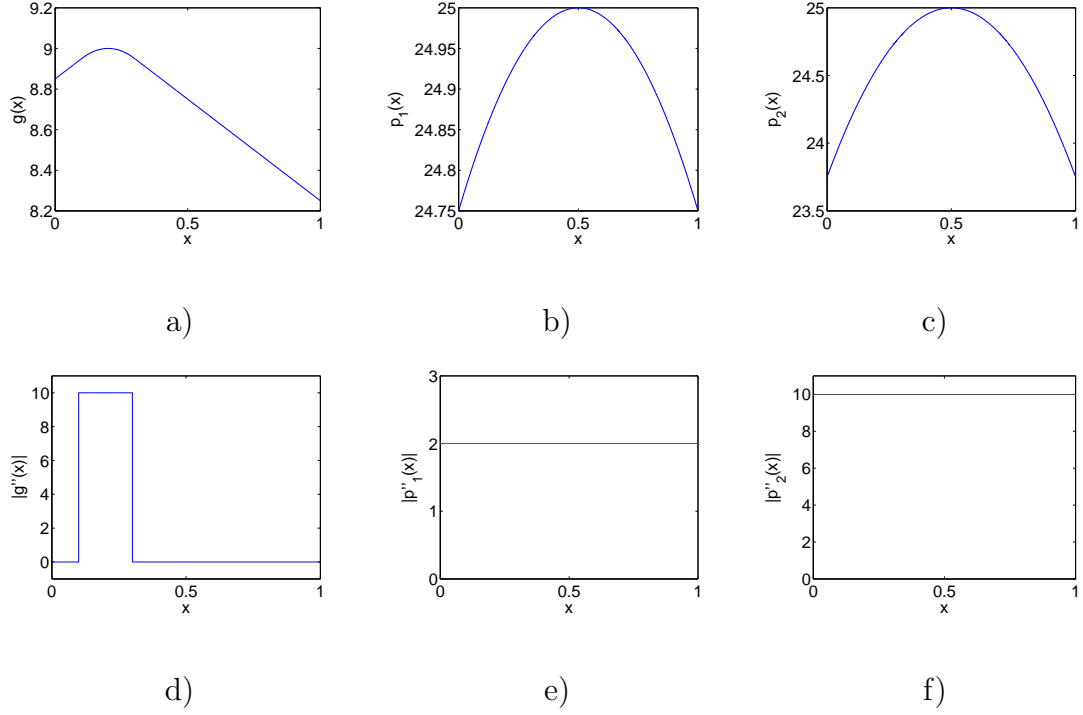 9.2
9
8.8
8.6
8.4
8.2
g(x)
0
0.5
1
x
25
24.95
24.9
24.85
24.8
24.75
p1(x)
0
0.5
1
x
25
24.5
24
23.5
p2(x)
0
0.5
1
x
a)
b)
c)
10
8
6
4
2
0
|g''(x)|
0
0.5
1
x
3
2
1
0
|p''1(x)|
0
0.5
1
x
10
8
6
4
2
0
|p''2(x)|
0
0.5
1
x
d)
e)
f)